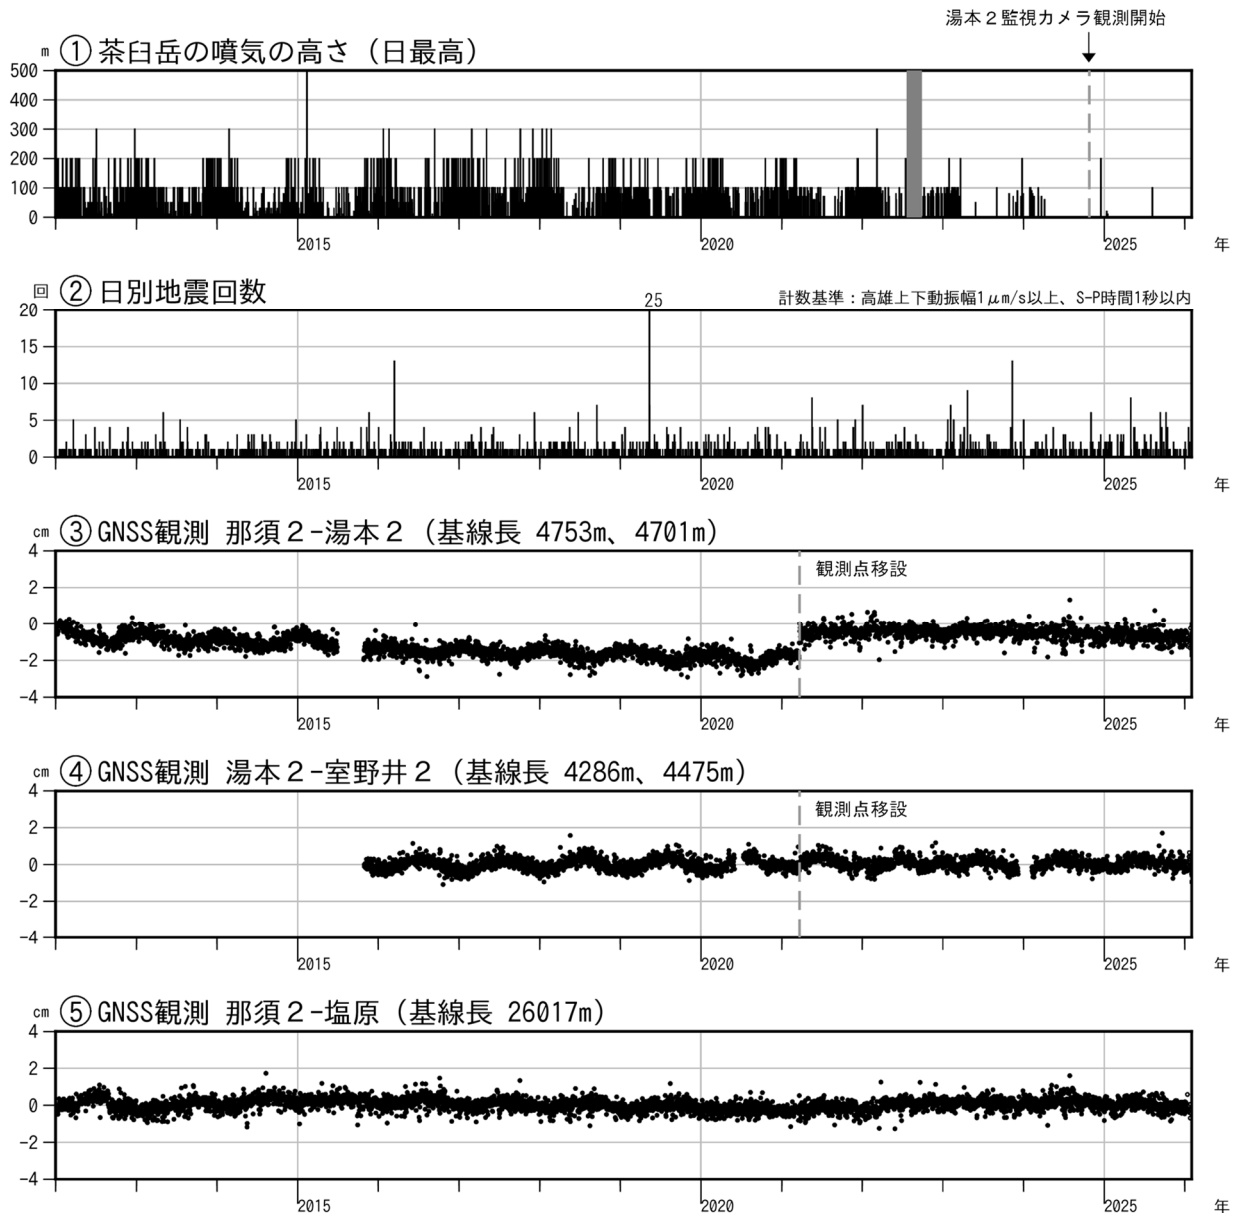 湯本２監視カメラ観測開始
m ①茶臼岳の噴気の高さ（日最高）
500
400
300
200
100
0
2015 2020 2025 年
回 ②日別地震回数
25 計数基準：高雄上下動振幅1μm/s以上、S-P時間1秒以内
20
15
10
5
0
2015 2020 2025 年
cm ③GNSS観測 那須２-湯本２（基線長 4753m、4701m）
4
観測点移設
2
0
-2
-4
2015 2020 2025 年
cm ④GNSS観測 湯本２-室野井２（基線長 4286m、4475m）
4
観測点移設
2
0
-2
-4
2015 2020 2025 年
cm ⑤GNSS観測 那須２-塩原（基線長 26017m）
4
2
0
-2
-4
2015 2020 2025 年